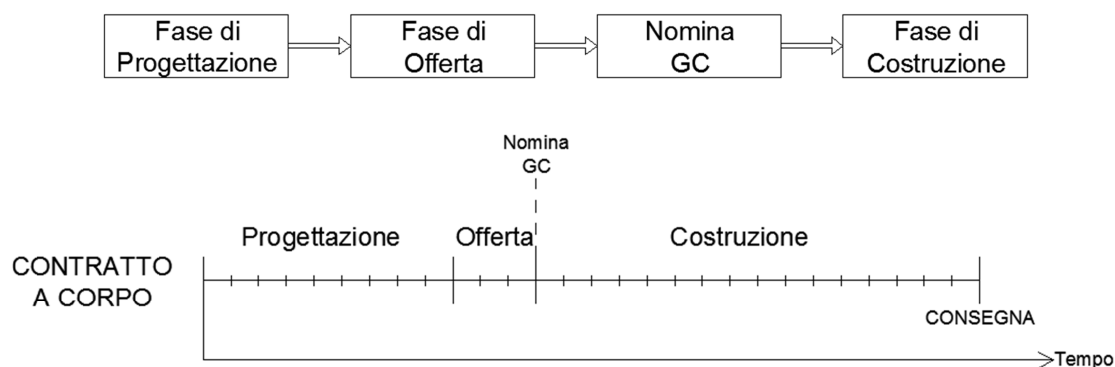 Fase di
Progettazione
Fase di
Offerta
Nomina
GC
Fase di
Costruzione
Nomina
GC
Progettazione
Offerta
Costruzione
CONTRATTO
A CORPO
CONSEGNA
Tempo